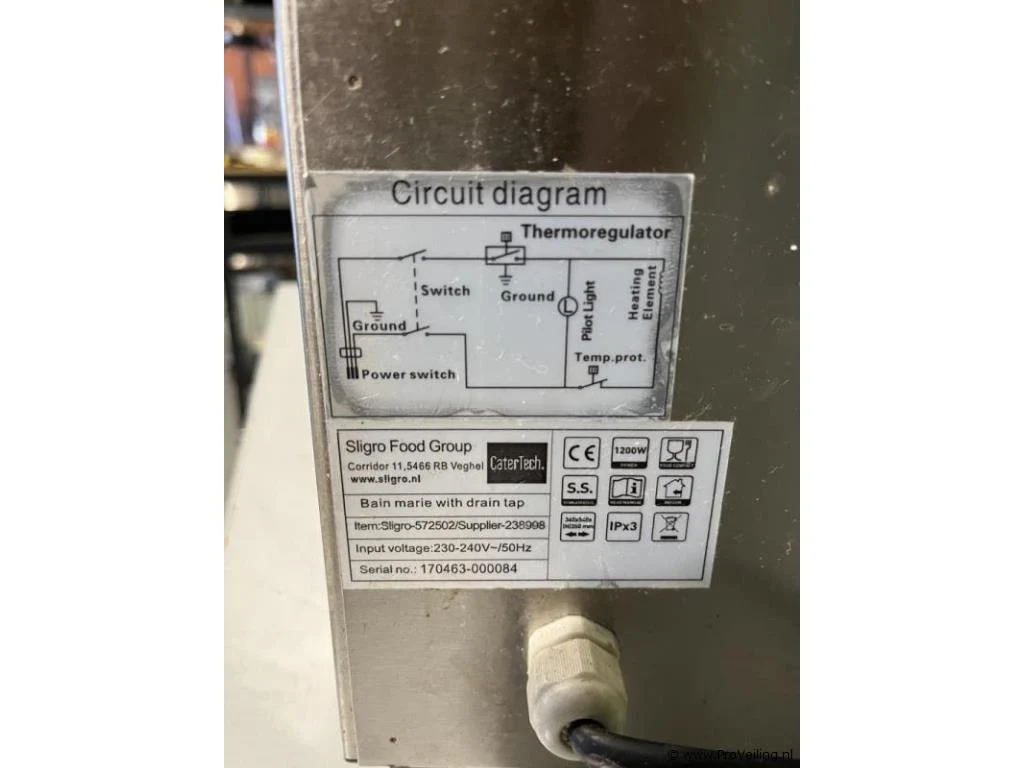 Circuit diagram
Thermoregulator
Switch
Ground
Pilot Light
Heating
Element
Ground
Temp.prot.
Power switch
Sligro Food Group
Corridor 11,5466 RB Veghel
www.sligro.nl
CaterTech.
Bain marie with drain tap
Item:Sligro-572502/Supplier-238998
Input voltage:230-240V~/50Hz
Serial no.: 170463-000084
CE
1200W
S.S.
IPx3
© www.ProVeiling.nl